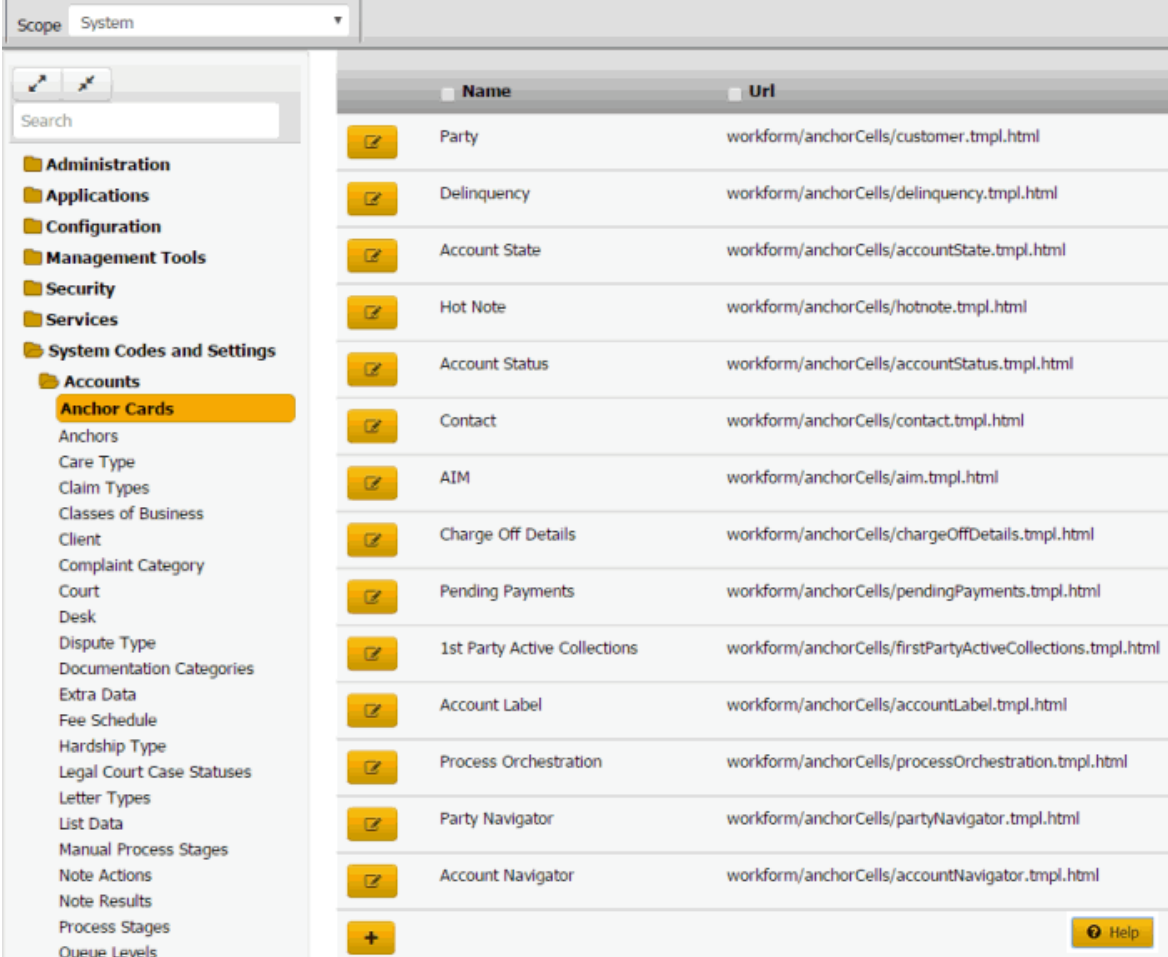 Scope System
Search
Administration
Applications
Configuration
Management Tools
Security
Services
System Codes and Settings
Accounts
Anchor Cards
Anchors
Care Type
Claim Types
Classes of Business
Client
Complaint Category
Court
Desk
Dispute Type
Documentation Categories
Extra Data
Fee Schedule
Hardship Type
Legal Court Case Statuses
Letter Types
List Data
Manual Process Stages
Note Actions
Note Results
Process Stages
Queue Levels
Name Url
Party workform/anchorCells/customer.tmpl.html
Delinquency workform/anchorCells/delinquency.tmpl.html
Account State workform/anchorCells/accountState.tmpl.html
Hot Note workform/anchorCells/hotnote.tmpl.html
Account Status workform/anchorCells/accountStatus.tmpl.html
Contact workform/anchorCells/contact.tmpl.html
AIM workform/anchorCells/aim.tmpl.html
Charge Off Details workform/anchorCells/chargeOffDetails.tmpl.html
Pending Payments workform/anchorCells/pendingPayments.tmpl.html
1st Party Active Collections workform/anchorCells/firstPartyActiveCollections.tmpl.html
Account Label workform/anchorCells/accountLabel.tmpl.html
Process Orchestration workform/anchorCells/processOrchestration.tmpl.html
Party Navigator workform/anchorCells/partyNavigator.tmpl.html
Account Navigator workform/anchorCells/accountNavigator.tmpl.html
+ Help